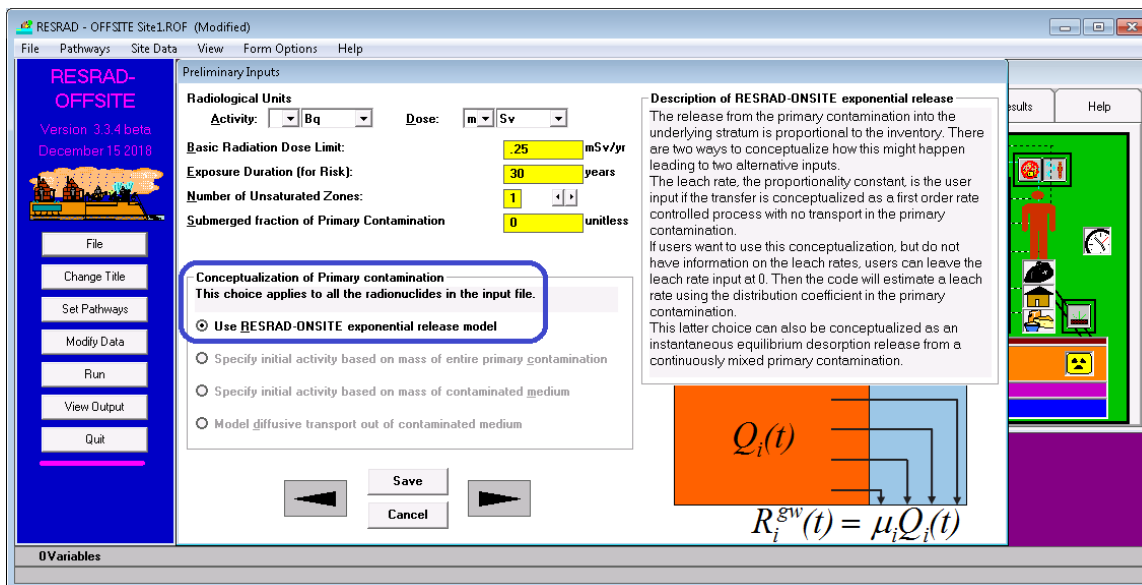 RESRAD - OFFSITE Site1.ROF (Modified)
File Pathways Site Data View Form Options Help
RESRAD-
OFFSITE
Version 3.3.4 beta
December 15 2018
File
Change Title
Set Pathways
Modify Data
Run
View Output
Quit
Preliminary Inputs
Radiological Units
Activity: Bq Dose: m Sv
Basic Radiation Dose Limit: .25 mSv/yr
Exposure Duration (for Risk): 30 years
Number of Unsaturated Zones: 1
Submerged fraction of Primary Contamination 0 unitless
Conceptualization of Primary contamination
This choice applies to all the radionuclides in the input file.
Use RESRAD-ONSITE exponential release model
Specify initial activity based on mass of entire primary contamination
Specify initial activity based on mass of contaminated medium
Model diffusive transport out of contaminated medium
Save
Cancel
Description of RESRAD-ONSITE exponential release
The release from the primary contamination into the
underlying stratum is proportional to the inventory. There
are two ways to conceptualize how this might happen
leading to two alternative inputs.
The leach rate, the proportionality constant, is the user
input if the transfer is conceptualized as a first order rate
controlled process with no transport in the primary
contamination.
If users want to use this conceptualization, but do not
have information on the leach rates, users can leave the
leach rate input at 0. Then the code will estimate a leach
rate using the distribution coefficient in the primary
contamination.
This latter choice can also be conceptualized as an
instantaneous equilibrium desorption release from a
continuously mixed primary contamination.
Qi(t)
Ri^gw(t) = μiQi(t)
Help
0 Variables